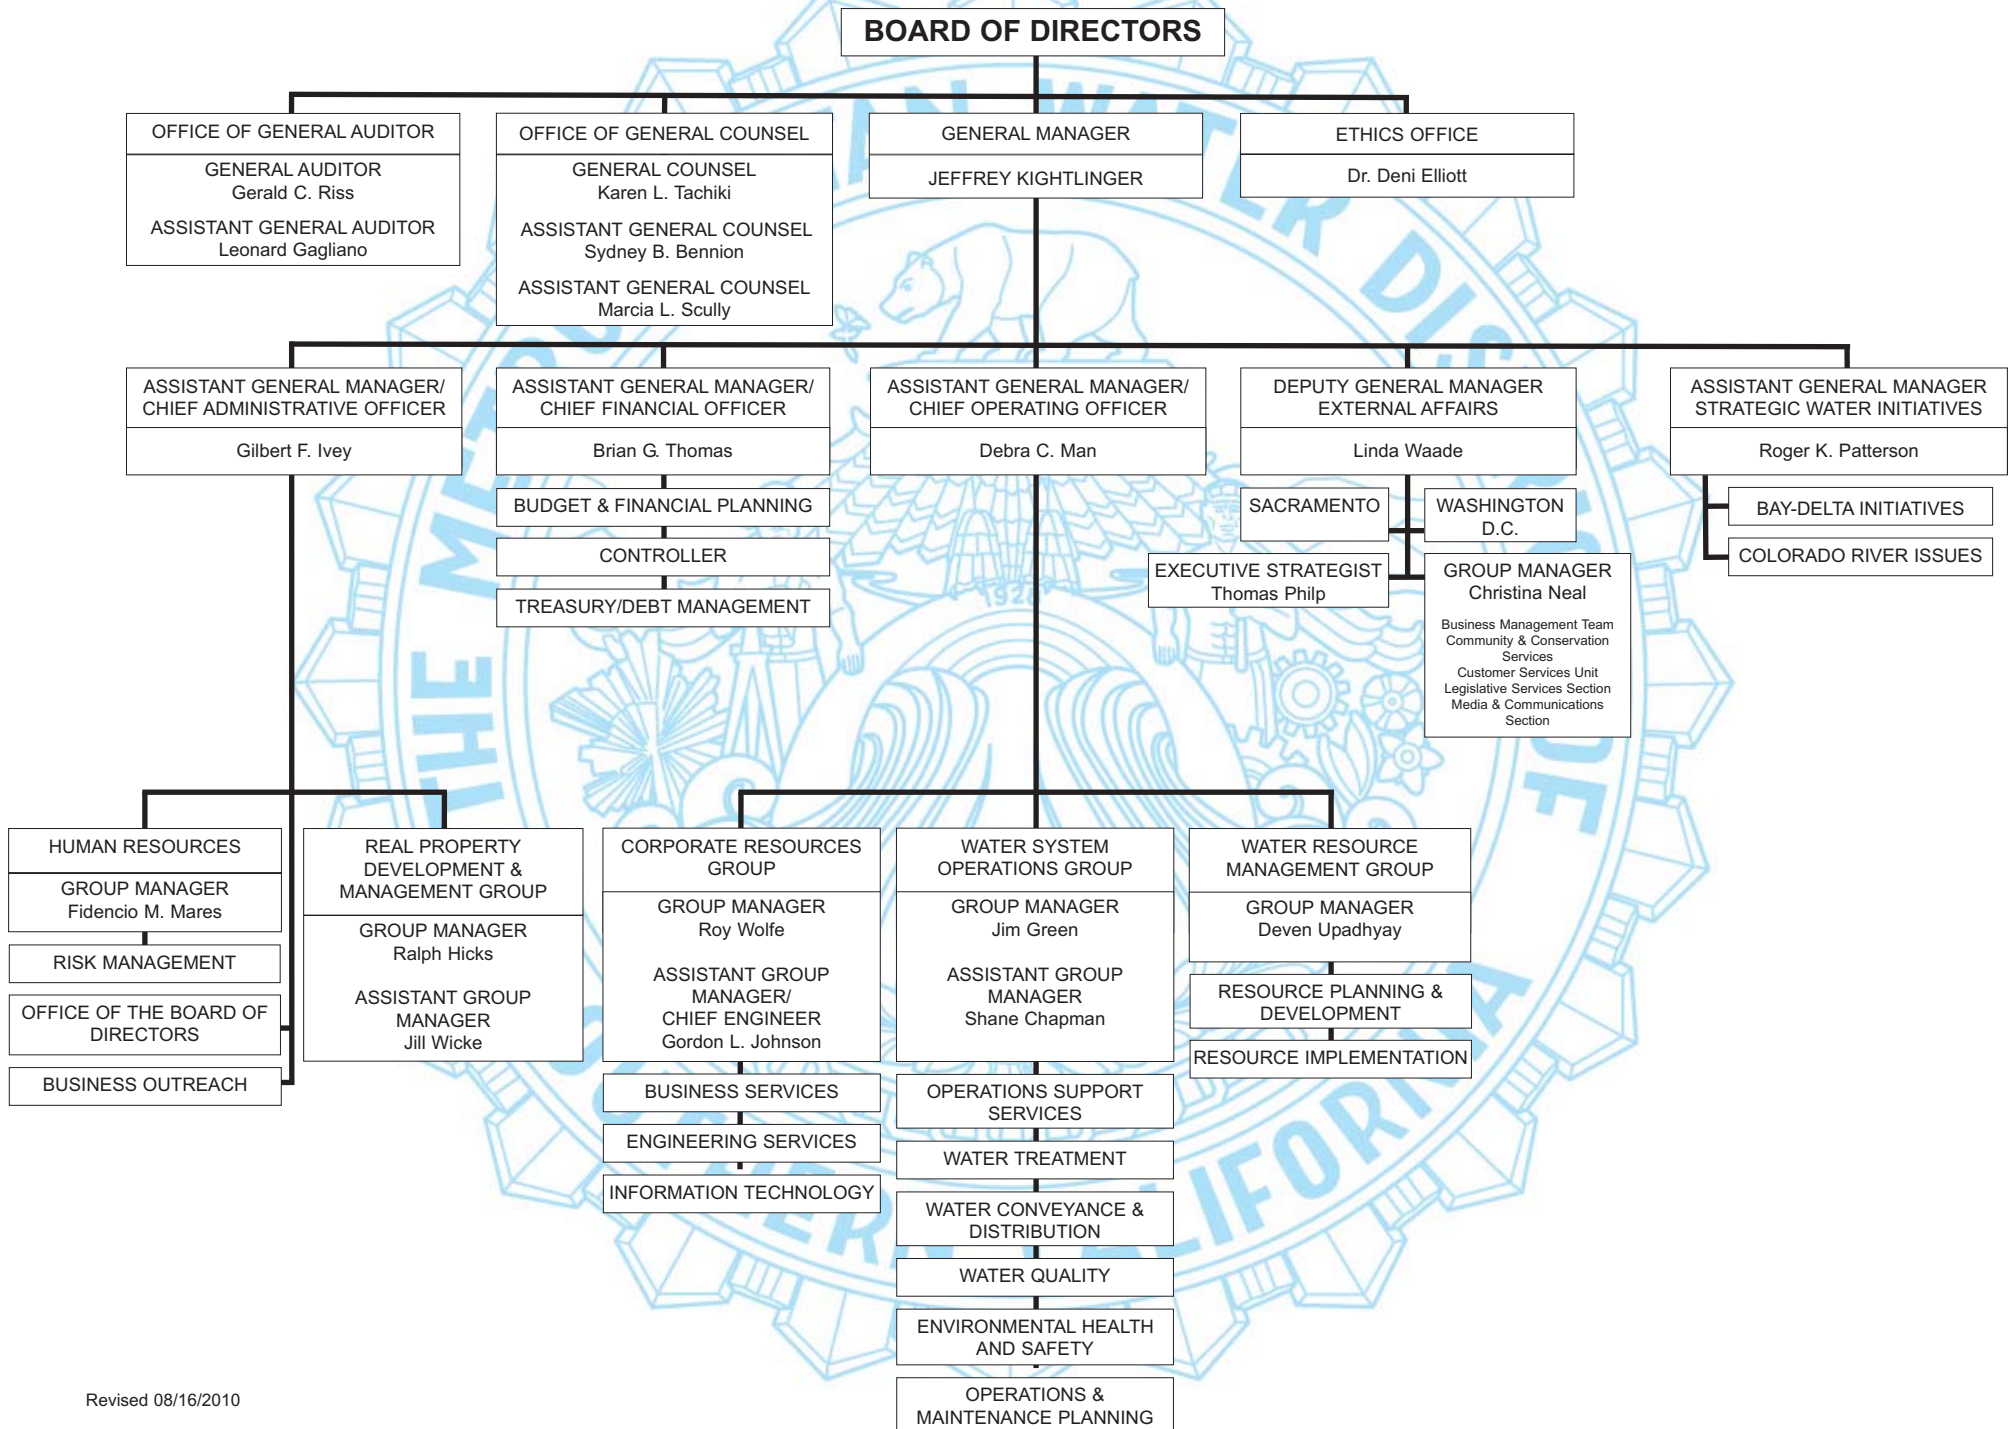 BOARD OF DIRECTORS
OFFICE OF GENERAL AUDITOR
GENERAL AUDITOR
Gerald C. Riss
ASSISTANT GENERAL AUDITOR
Leonard Gagliano
OFFICE OF GENERAL COUNSEL
GENERAL COUNSEL
Karen L. Tachiki
ASSISTANT GENERAL COUNSEL
Sydney B. Bennion
ASSISTANT GENERAL COUNSEL
Marcia L. Scully
GENERAL MANAGER
JEFFREY KIGHTLINGER
ETHICS OFFICE
Dr. Deni Elliott
ASSISTANT GENERAL MANAGER/
CHIEF ADMINISTRATIVE OFFICER
Gilbert F. Ivey
ASSISTANT GENERAL MANAGER/
CHIEF FINANCIAL OFFICER
Brian G. Thomas
BUDGET & FINANCIAL PLANNING
CONTROLLER
TREASURY/DEBT MANAGEMENT
ASSISTANT GENERAL MANAGER/
CHIEF OPERATING OFFICER
Debra C. Man
DEPUTY GENERAL MANAGER
EXTERNAL AFFAIRS
Linda Waade
SACRAMENTO
WASHINGTON
D.C.
EXECUTIVE STRATEGIST
Thomas Philp
GROUP MANAGER
Christina Neal
Business Management Team
Community & Conservation
Services
Customer Services Unit
Legislative Services Section
Media & Communications
Section
ASSISTANT GENERAL MANAGER
STRATEGIC WATER INITIATIVES
Roger K. Patterson
BAY-DELTA INITIATIVES
COLORADO RIVER ISSUES
HUMAN RESOURCES
GROUP MANAGER
Fidencio M. Mares
RISK MANAGEMENT
OFFICE OF THE BOARD OF
DIRECTORS
BUSINESS OUTREACH
REAL PROPERTY
DEVELOPMENT &
MANAGEMENT GROUP
GROUP MANAGER
Ralph Hicks
ASSISTANT GROUP
MANAGER
Jill Wicke
CORPORATE RESOURCES
GROUP
GROUP MANAGER
Roy Wolfe
ASSISTANT GROUP
MANAGER/
CHIEF ENGINEER
Gordon L. Johnson
BUSINESS SERVICES
ENGINEERING SERVICES
INFORMATION TECHNOLOGY
WATER SYSTEM
OPERATIONS GROUP
GROUP MANAGER
Jim Green
ASSISTANT GROUP
MANAGER
Shane Chapman
OPERATIONS SUPPORT
SERVICES
WATER TREATMENT
WATER CONVEYANCE &
DISTRIBUTION
WATER QUALITY
ENVIRONMENTAL HEALTH
AND SAFETY
OPERATIONS &
MAINTENANCE PLANNING
WATER RESOURCE
MANAGEMENT GROUP
GROUP MANAGER
Deven Upadhyay
RESOURCE PLANNING &
DEVELOPMENT
RESOURCE IMPLEMENTATION
Revised 08/16/2010
THE
WATER DISTRICT OF
CALIFORNIA